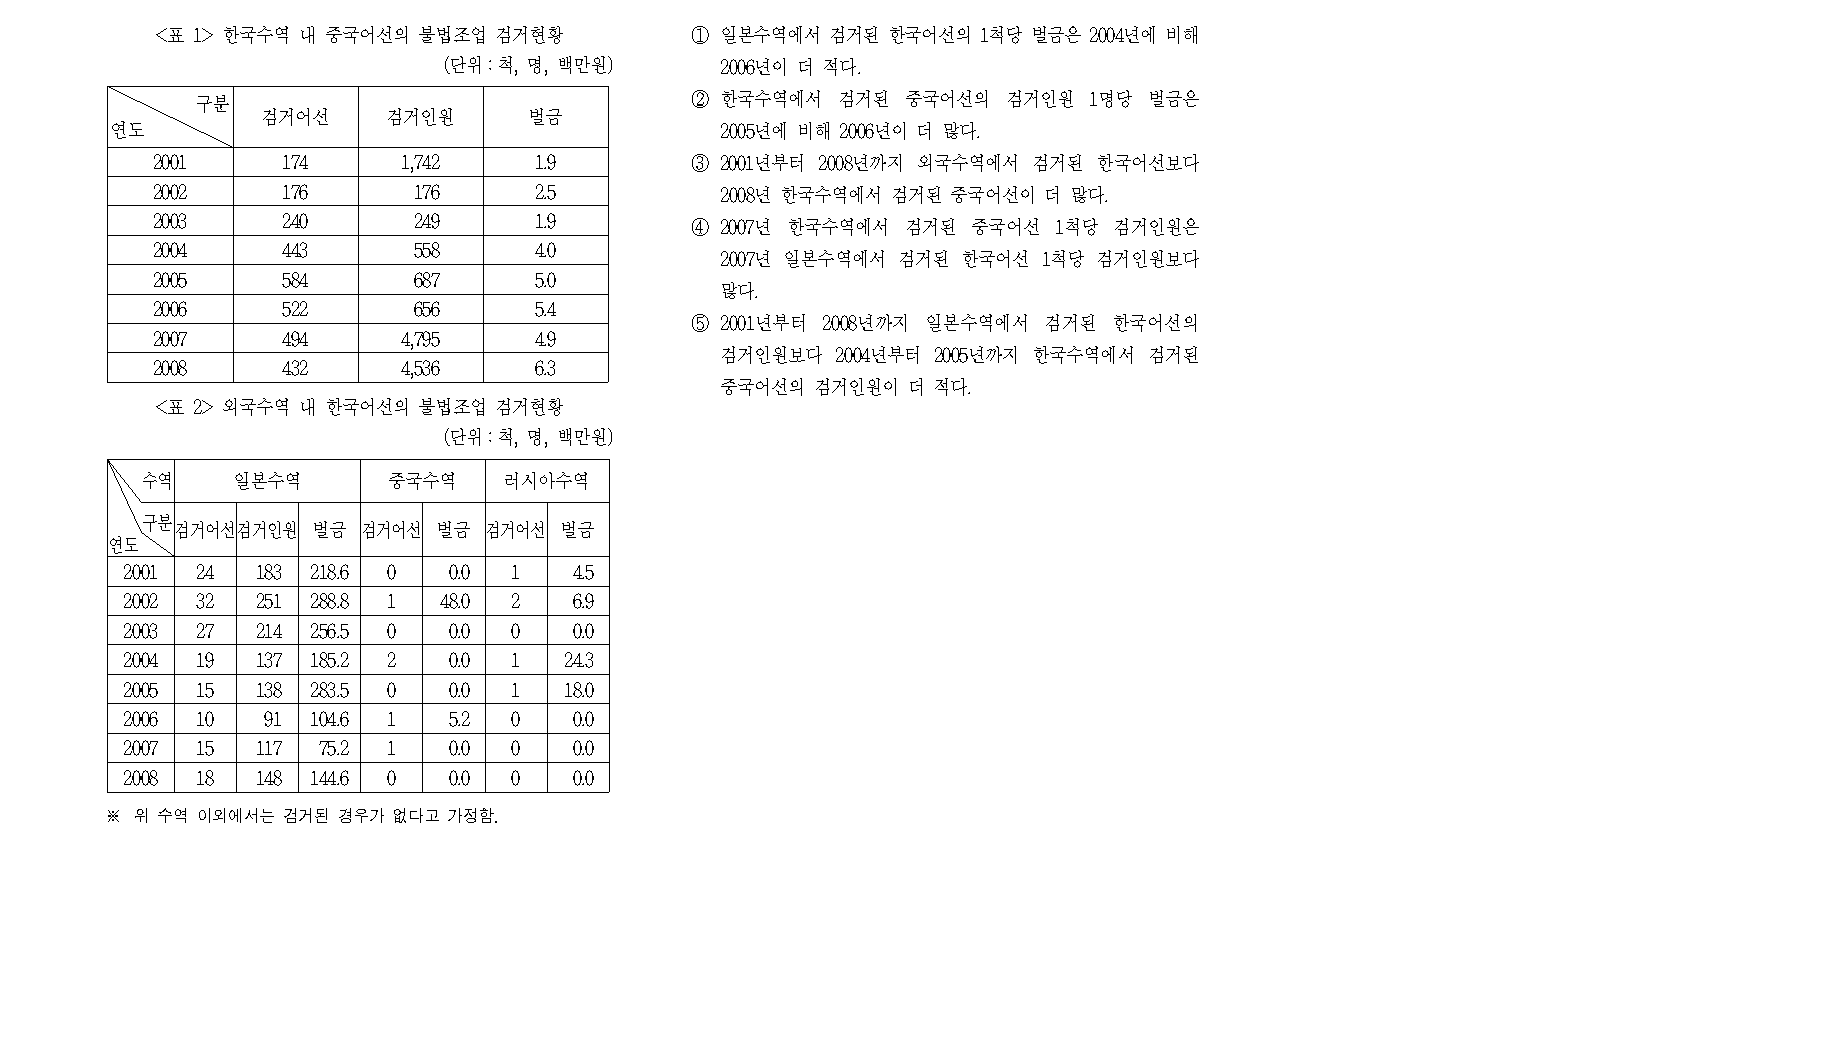 <표 1> 한국수역 내 중국어선의 불법조업 검거현황
(단위 : 척, 명, 백만원)
구분
연도
검거어선 검거인원 벌금
2001 174 1,742 1.9
2002 176 176 2.5
2003 240 249 1.9
2004 443 558 4.0
2005 584 687 5.0
2006 522 656 5.4
2007 494 4,795 4.9
2008 432 4,536 6.3
<표 2> 외국수역 내 한국어선의 불법조업 검거현황
(단위 : 척, 명, 백만원)
수역 일본수역 중국수역 러시아수역
구분
연도
검거어선 검거인원 벌금 검거어선 벌금 검거어선 벌금
2001 24 183 218.6 0 0.0 1 4.5
2002 32 251 288.8 1 48.0 2 6.9
2003 27 214 256.5 0 0.0 0 0.0
2004 19 137 185.2 2 0.0 1 24.3
2005 15 138 283.5 0 0.0 1 18.0
2006 10 91 104.6 1 5.2 0 0.0
2007 15 117 75.2 1 0.0 0 0.0
2008 18 148 144.6 0 0.0 0 0.0
※ 위 수역 이외에서는 검거된 경우가 없다고 가정함.
① 일본수역에서 검거된 한국어선의 1척당 벌금은 2004년에 비해
2006년이 더 적다.
② 한국수역에서 검거된 중국어선의 검거인원 1명당 벌금은
2005년에 비해 2006년이 더 많다.
③ 2001년부터 2008년까지 외국수역에서 검거된 한국어선보다
2008년 한국수역에서 검거된 중국어선이 더 많다.
④ 2007년 한국수역에서 검거된 중국어선 1척당 검거인원은
2007년 일본수역에서 검거된 한국어선 1척당 검거인원보다
많다.
⑤ 2001년부터 2008년까지 일본수역에서 검거된 한국어선의
검거인원보다 2004년부터 2005년까지 한국수역에서 검거된
중국어선의 검거인원이 더 적다.